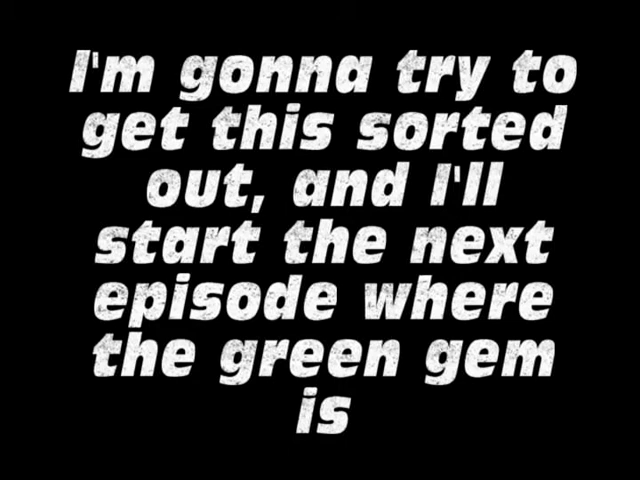 I'm gonna try to
get this sorted
out, and I'll
start the next
episode where
the green gem
is